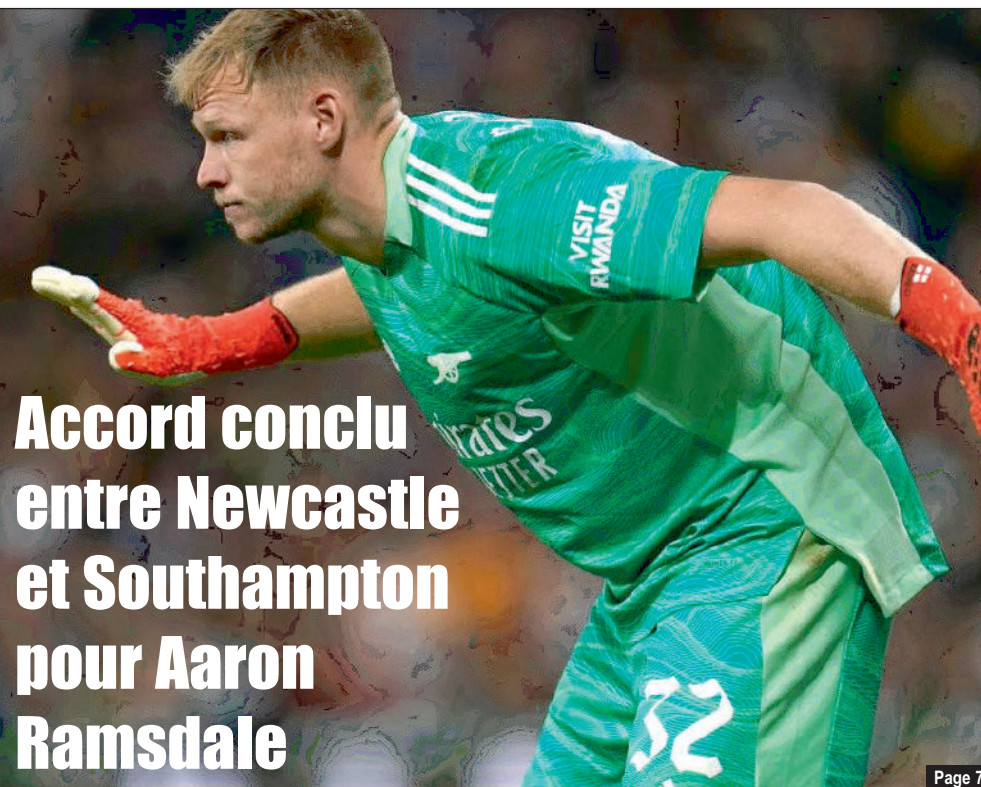 VISIT
RWANDA
Accord conclu
entre Newcastle
et Southampton
pour Aaron
Ramsdale
32
Page 7